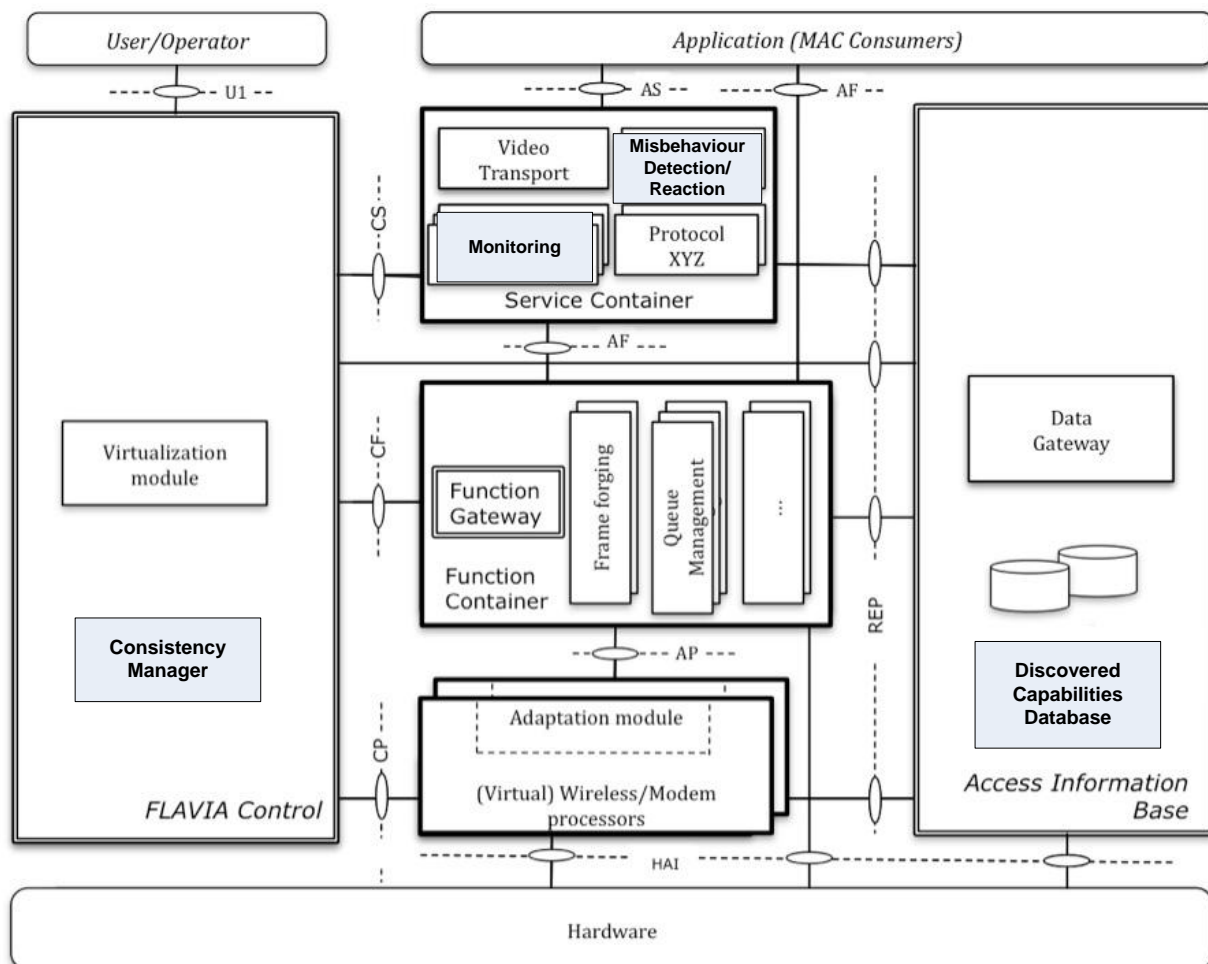 User/Operator
Application (MAC Consumers)
U1
AS
AF
Video
Transport
Misbehaviour
Detection/
Reaction
CS
Monitoring
Protocol
XYZ
Service Container
AF
Virtualization
module
CF
Function
Gateway
Function
Container
Frame forging
Queue
Management
...
Data
Gateway
REP
AP
Consistency
Manager
Discovered
Capabilities
Database
CP
Adaptation module
(Virtual) Wireless/Modem
processors
FLAVIA Control
Access Information
Base
HAI
Hardware